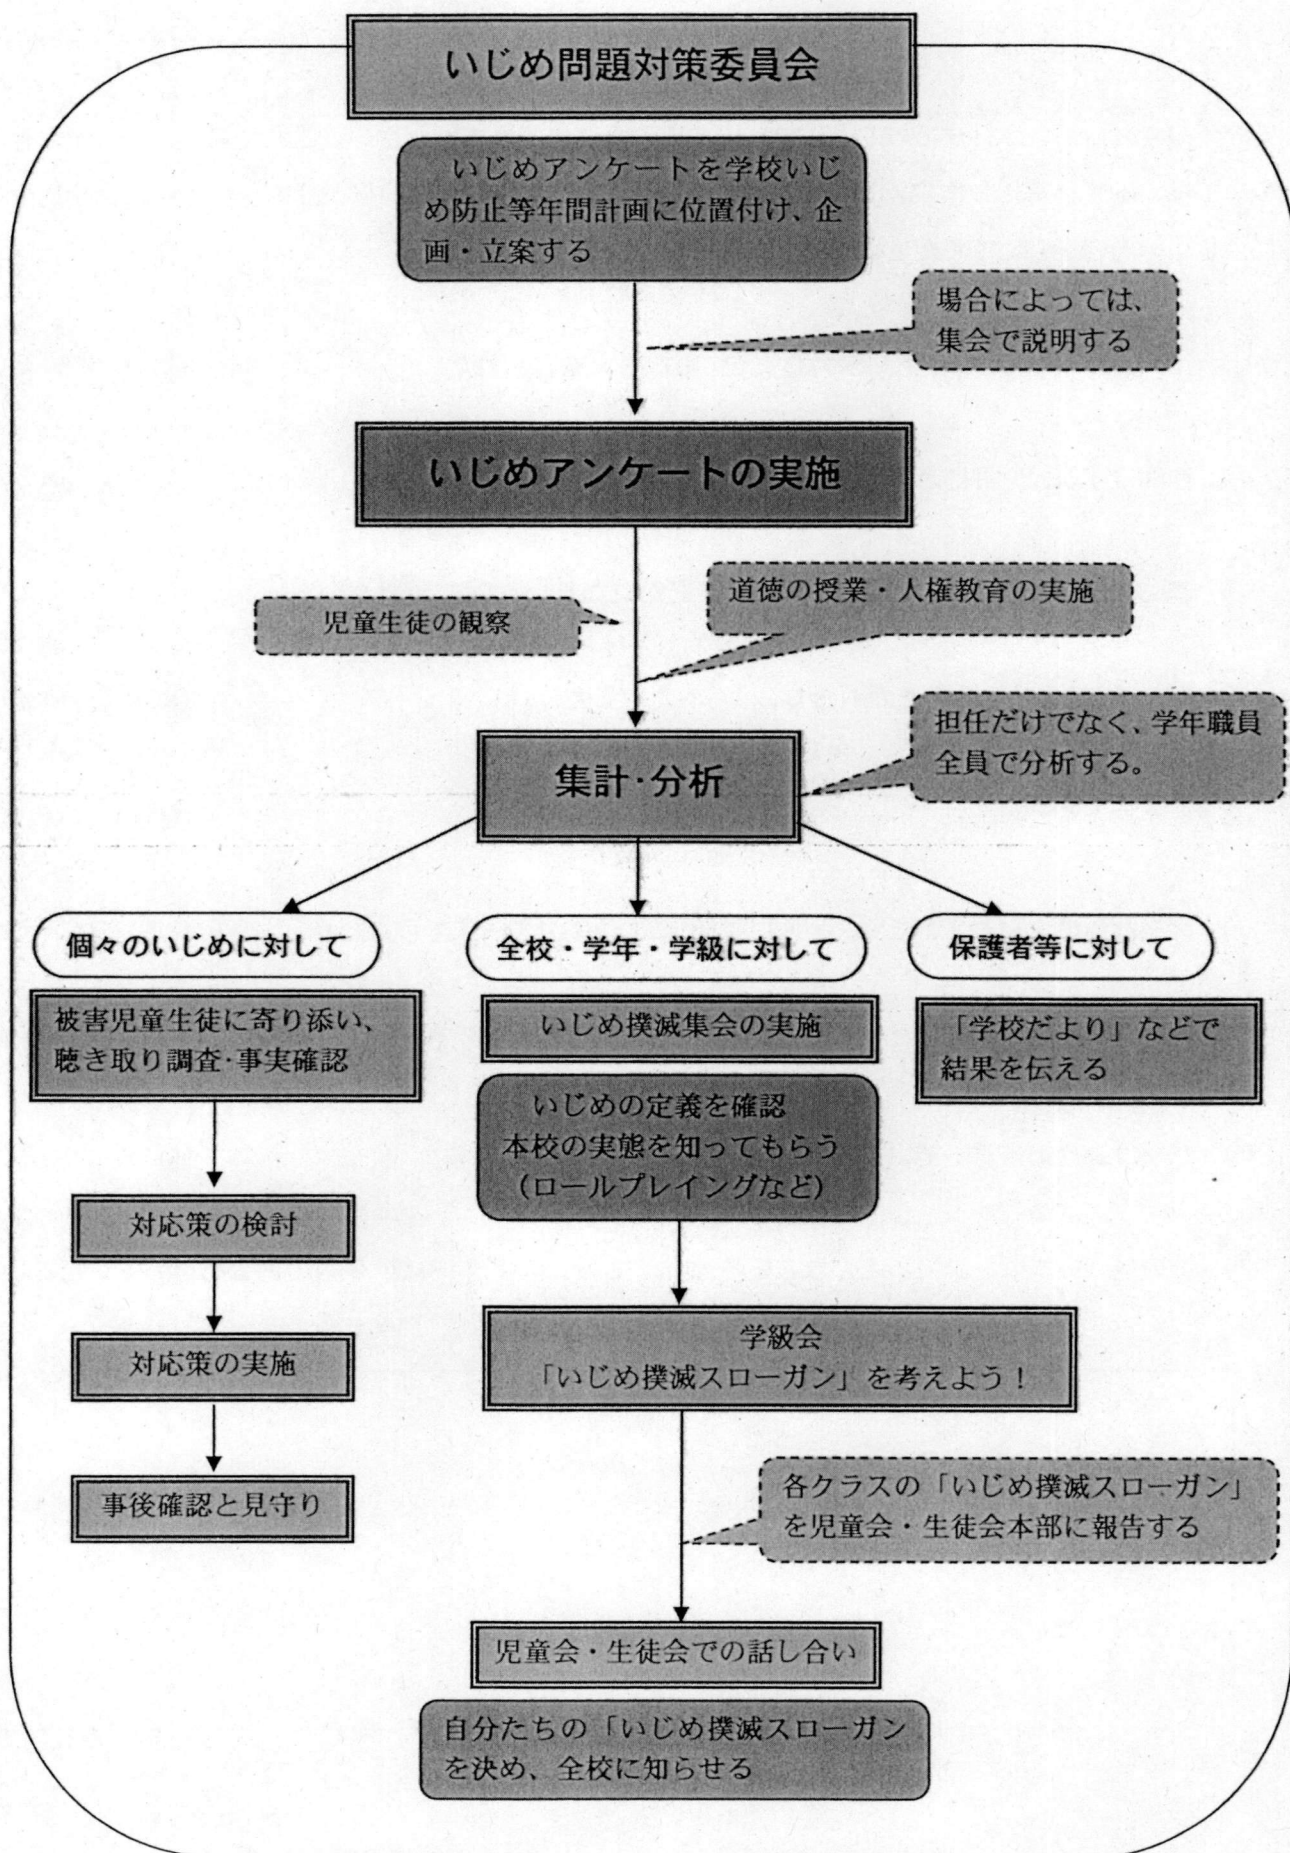 いじめ問題対策委員会
いじめアンケートを学校いじ
め防止等年間計画に位置付け、企
画・立案する
場合によっては、
集会で説明する
いじめアンケートの実施
道徳の授業・人権教育の実施
児童生徒の観察
担任だけでなく、学年職員
全員で分析する。
集計・分析
個々のいじめに対して
被害児童生徒に寄り添い、
聴き取り調査・事実確認
対応策の検討
対応策の実施
事後確認と見守り
全校・学年・学級に対して
いじめ撲滅集会の実施
いじめの定義を確認
本校の実態を知ってもらう
（ロールプレイングなど）
学級会
「いじめ撲滅スローガン」を考えよう！
各クラスの「いじめ撲滅スローガン」
を児童会・生徒会本部に報告する
児童会・生徒会での話し合い
自分たちの「いじめ撲滅スローガン
を決め、全校に知らせる
保護者等に対して
「学校だより」などで
結果を伝える